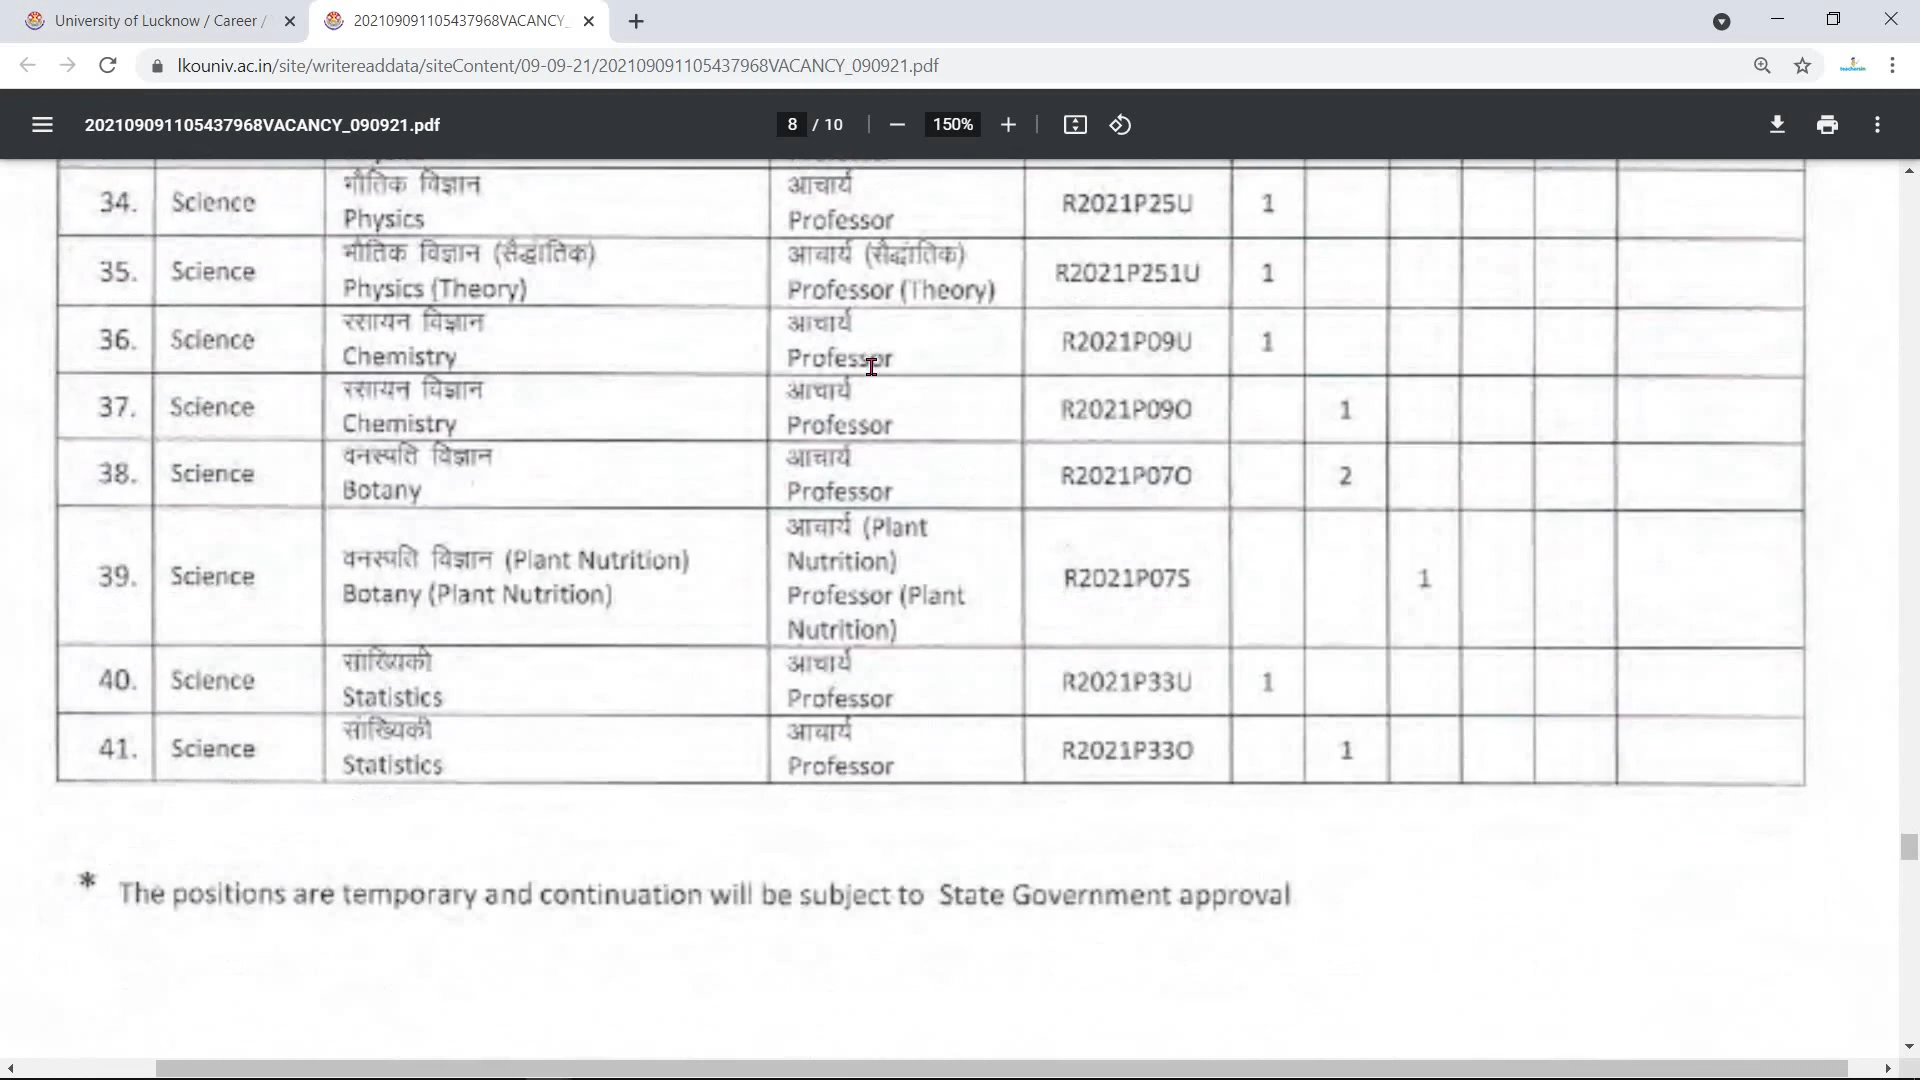 University of Lucknow / Career /
202109091105437968VACANCY_
lkouniv.ac.in/site/writereaddata/siteContent/09-09-21/202109091105437968VACANCY_090921.pdf
202109091105437968VACANCY_090921.pdf
8 / 10
150%
34. Science भौतिक विज्ञान आचार्य R2021P25U 1
Physics Professor
35. Science भौतिक विज्ञान (सैद्धांतिक) आचार्य (सैद्धांतिक) R2021P251U 1
Physics (Theory) Professor (Theory)
36. Science रसायन विज्ञान आचार्य R2021P09U 1
Chemistry Professor
37. Science रसायन विज्ञान आचार्य R2021P09O 1
Chemistry Professor
38. Science वनस्पति विज्ञान आचार्य R2021P07O 2
Botany Professor
आचार्य (Plant
39. Science वनस्पति विज्ञान (Plant Nutrition) Nutrition) R2021P07S 1
Botany (Plant Nutrition) Professor (Plant
Nutrition)
40. Science सांख्यिकी आचार्य R2021P33U 1
Statistics Professor
41. Science सांख्यिकी आचार्य R2021P33O 1
Statistics Professor
* The positions are temporary and continuation will be subject to State Government approval